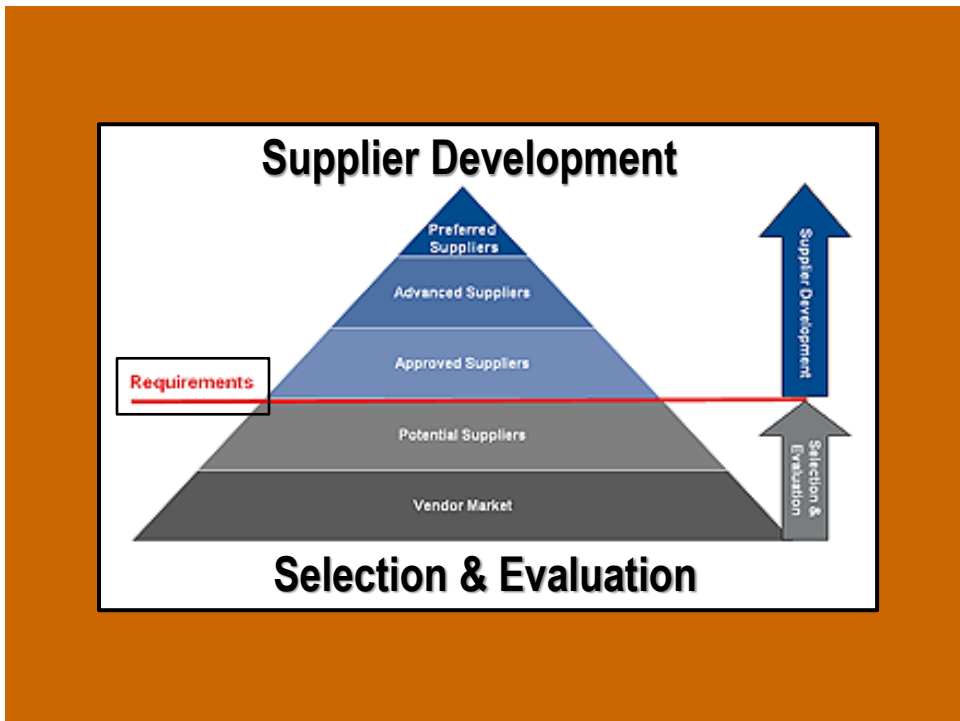 Supplier Development
Preferred
Suppliers
Advanced Suppliers
Approved Suppliers
Requirements
Potential Suppliers
Vendor Market
Supplier Development
Selection &
Evaluation
Selection & Evaluation